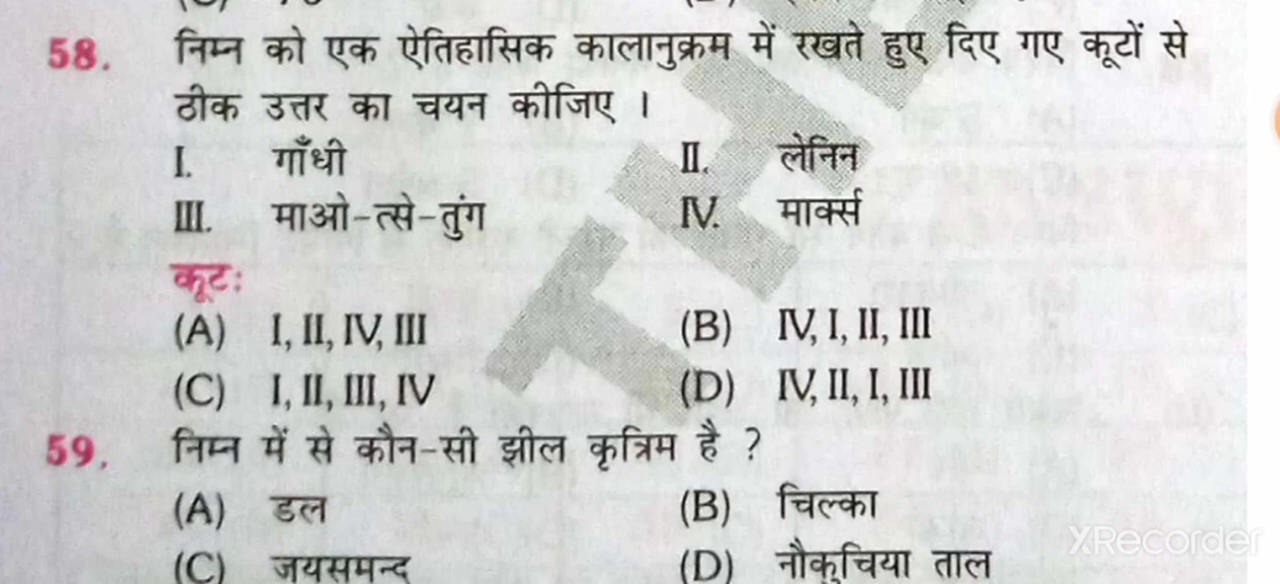 58. निम्न को एक ऐतिहासिक कालानुक्रम में रखते हुए दिए गए कूटों से
ठीक उत्तर का चयन कीजिए ।
I. गाँधी II. लेनिन
III. माओ-त्से-तुंग IV. मार्क्स
कूट:
(A) I, II, IV, III (B) IV, I, II, III
(C) I, II, III, IV (D) IV, II, I, III
59. निम्न में से कौन-सी झील कृत्रिम है ?
(A) डल (B) चिल्का
(C) जयसमन्द (D) नौकुचिया ताल
XRecorder